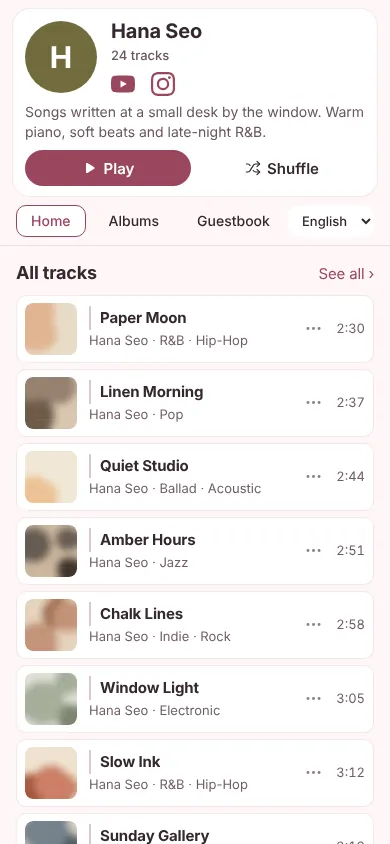 H
Hana Seo
24 tracks
Songs written at a small desk by the window. Warm
piano, soft beats and late-night R&B.
Play
Shuffle
Home
Albums
Guestbook
English
All tracks
See all ›
Paper Moon
Hana Seo · R&B · Hip-Hop
2:30
Linen Morning
Hana Seo · Pop
2:37
Quiet Studio
Hana Seo · Ballad · Acoustic
2:44
Amber Hours
Hana Seo · Jazz
2:51
Chalk Lines
Hana Seo · Indie · Rock
2:58
Window Light
Hana Seo · Electronic
3:05
Slow Ink
Hana Seo · R&B · Hip-Hop
3:12
Sunday Gallery